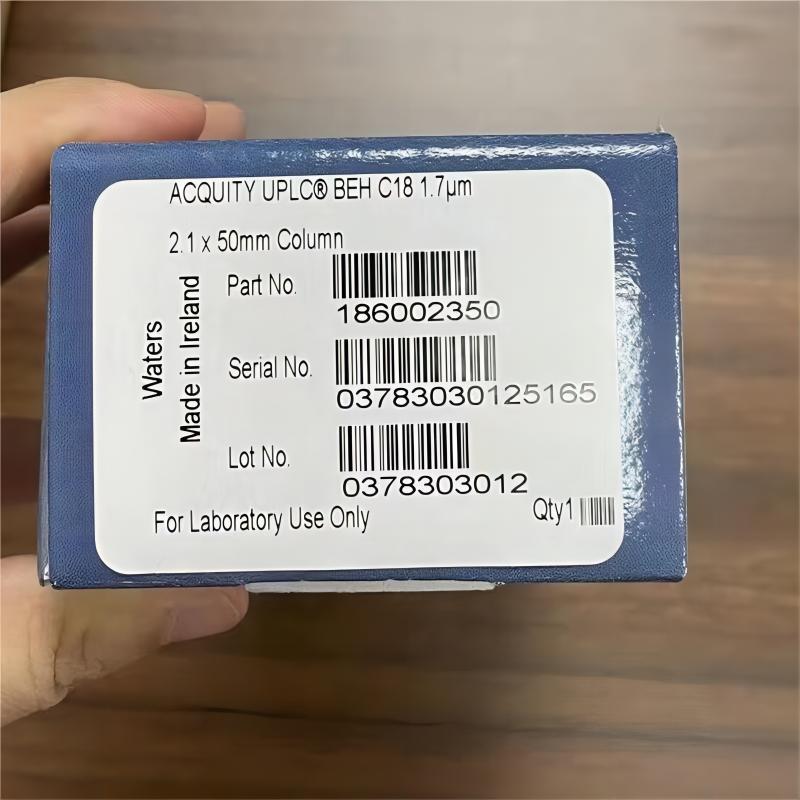 ACQUITY UPLC® BEH C18 1.7µm
2.1 x 50mm Column
Waters
Made in Ireland
Part No.
186002350
Serial No.
03783030125165
Lot No.
0378303012
For Laboratory Use Only
Qty1